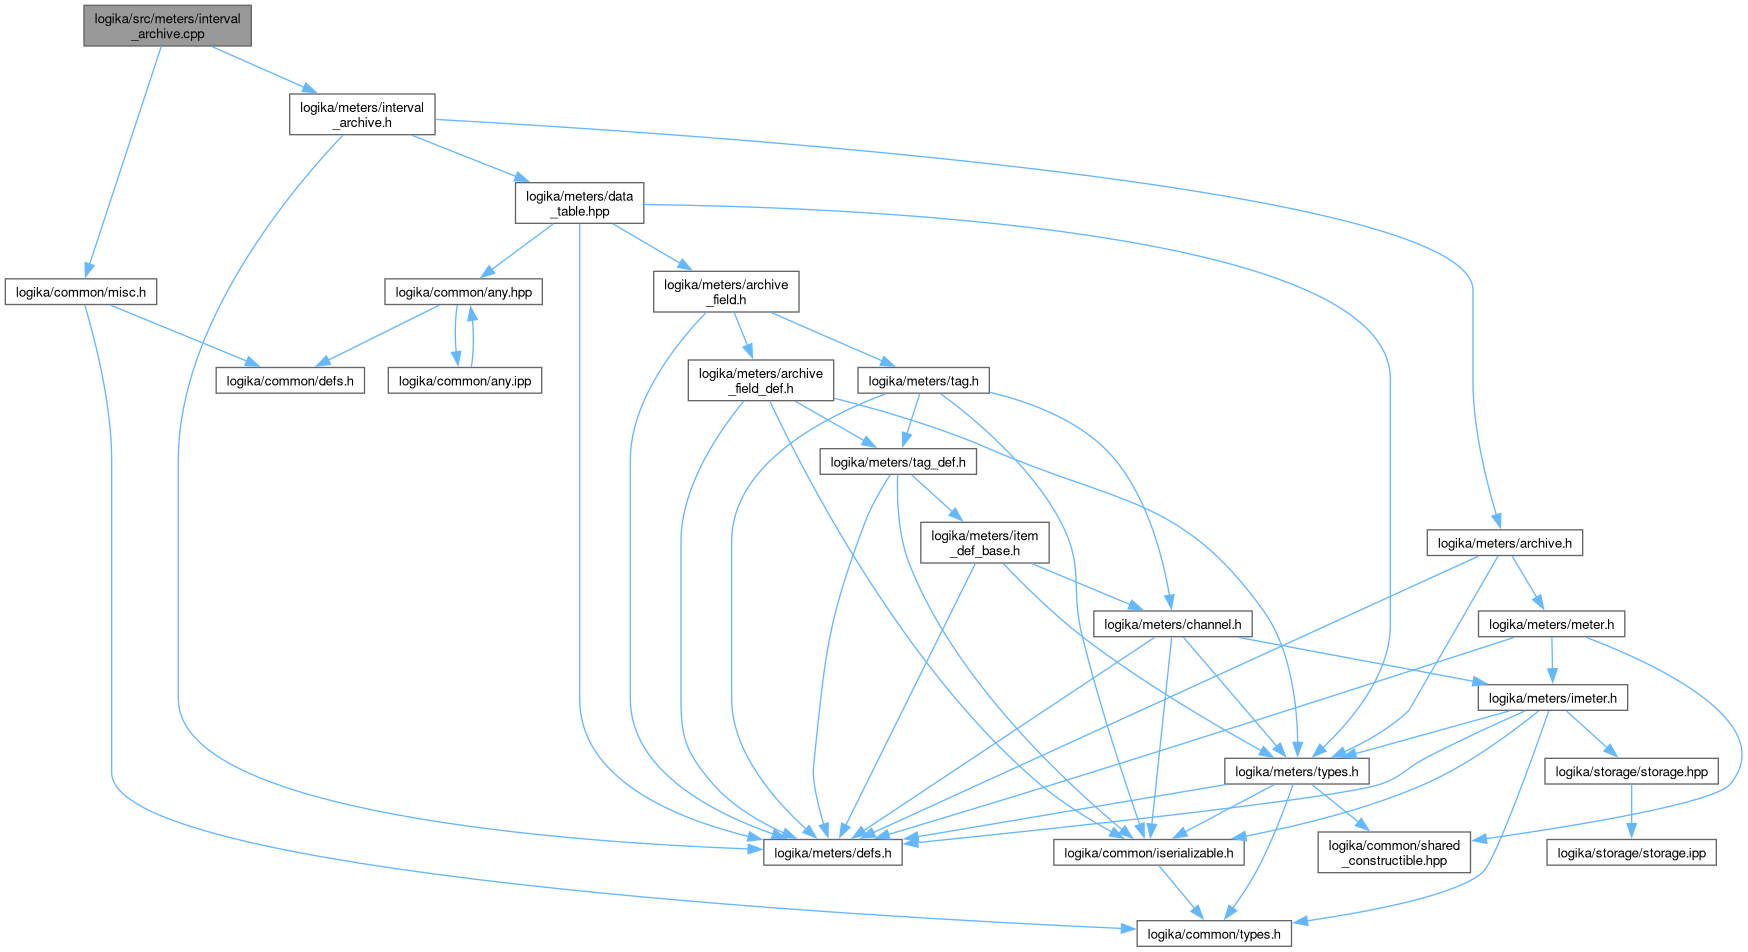 logika/src/meters/interval
_archive.cpp
logika/meters/interval
_archive.h
logika/meters/data
_table.hpp
logika/common/misc.h
logika/common/any.hpp
logika/meters/archive
_field.h
logika/common/defs.h
logika/common/any.ipp
logika/meters/archive
_field_def.h
logika/meters/tag.h
logika/meters/tag_def.h
logika/meters/item
_def_base.h
logika/meters/archive.h
logika/meters/channel.h
logika/meters/meter.h
logika/meters/imeter.h
logika/meters/types.h
logika/storage/storage.hpp
logika/meters/defs.h
logika/common/iserializable.h
logika/common/shared
_constructible.hpp
logika/storage/storage.ipp
logika/common/types.h